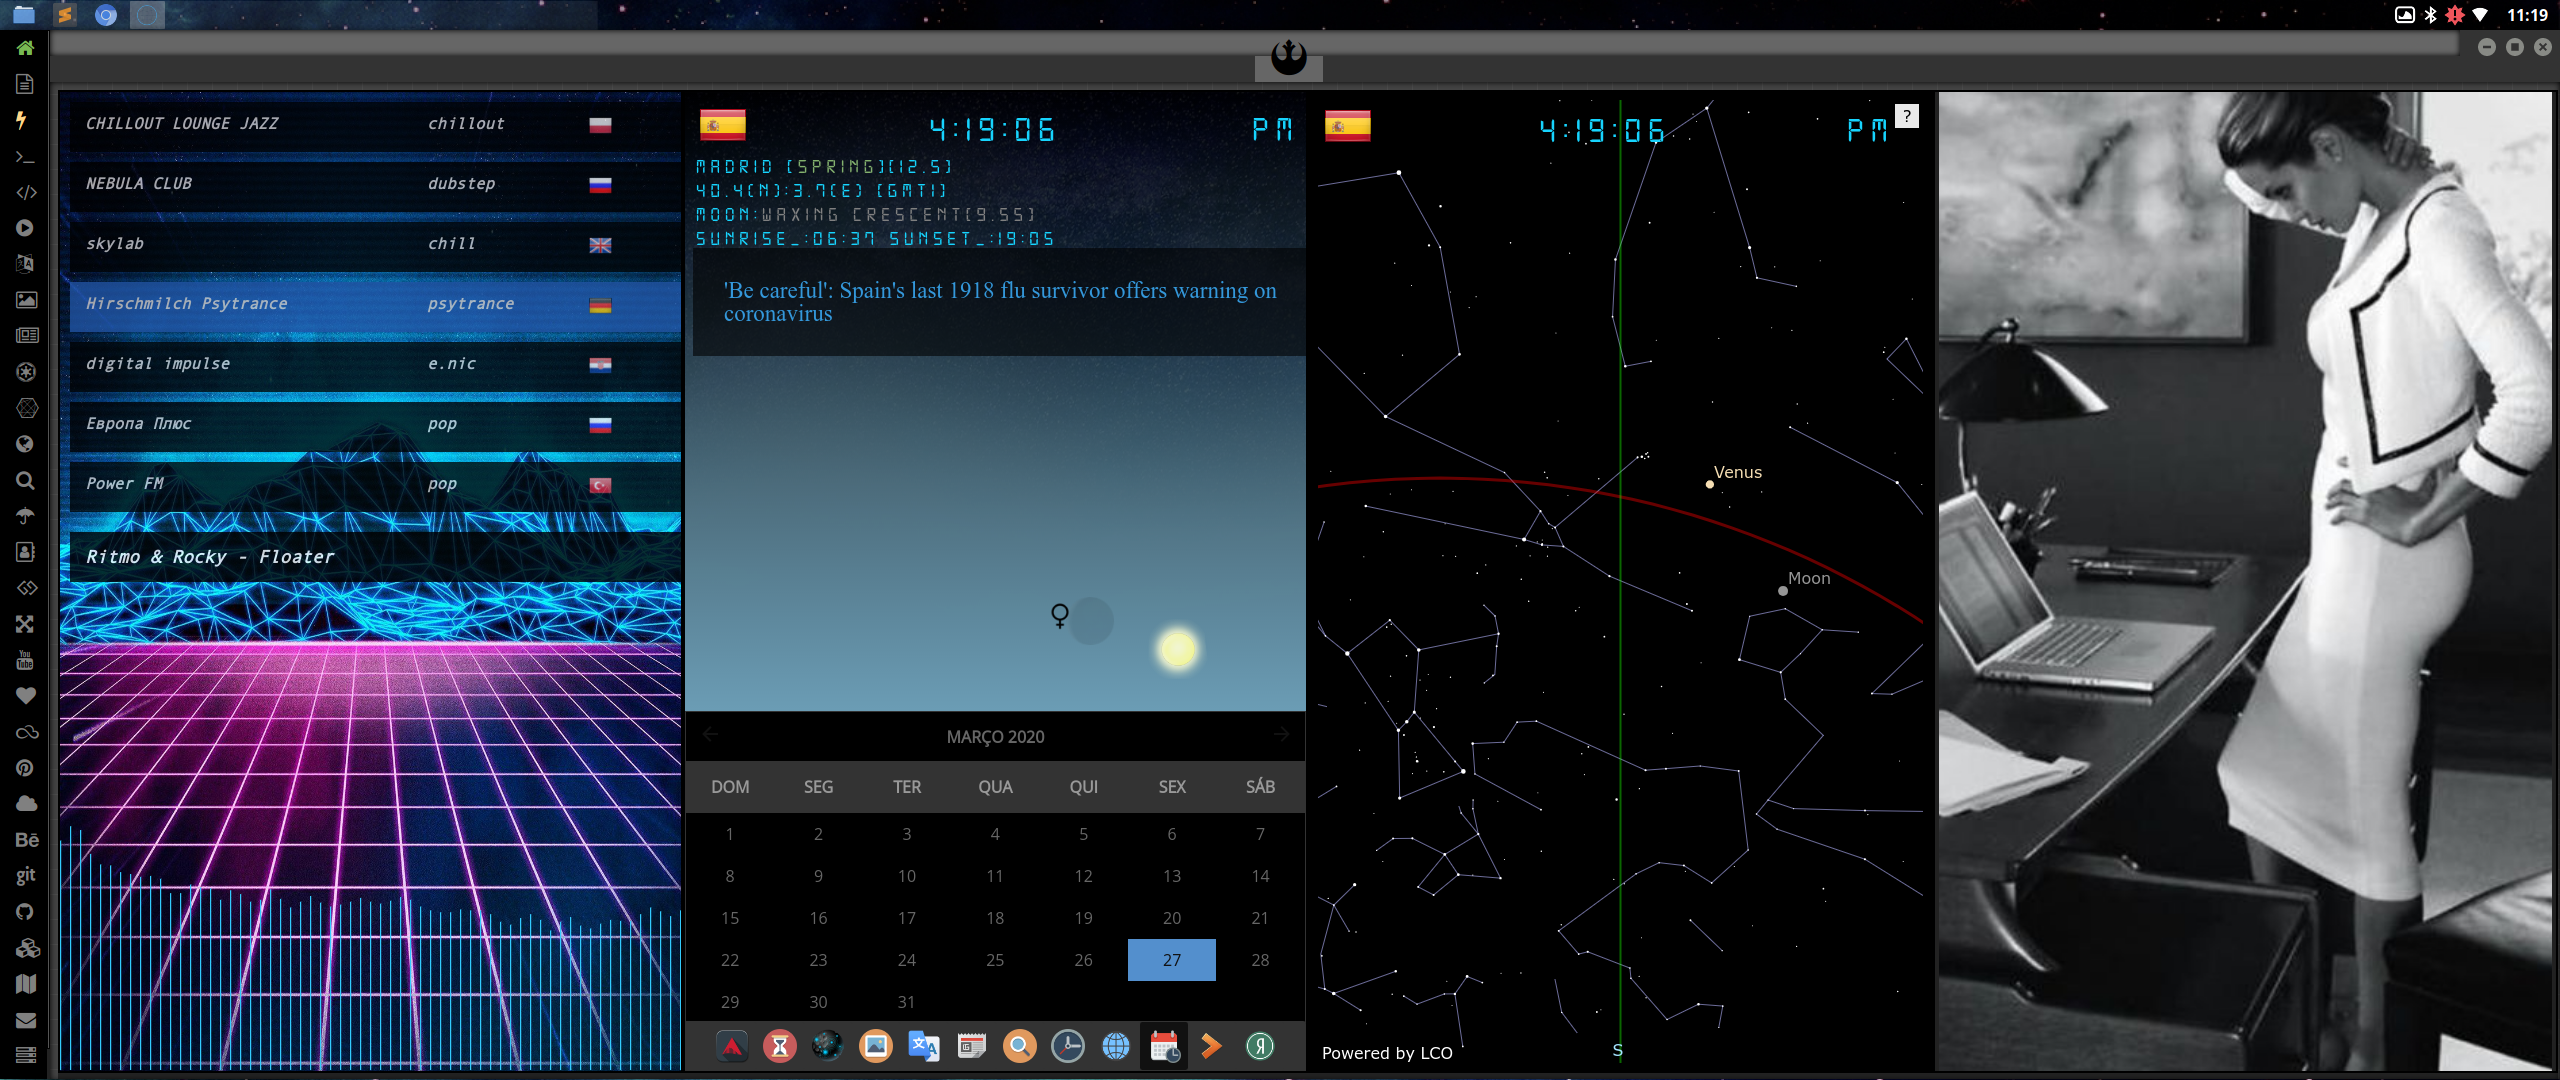 11:19
CHILLOUT LOUNGE JAZZ chillout
NEBULA CLUB dubstep
skylab chill
Hirschmilch Psytrance psytrance
digital impulse e.nic
Европа Плюс pop
Power FM pop
Ritmo & Rocky - Floater
4:19:06 PM
MADRID [SPRING][12.5]
40.4(N):3.7(E) [GMT1]
MOON:WAXING CRESCENT[9.55]
SUNRISE_:06:37 SUNSET_:19:05
'Be careful': Spain's last 1918 flu survivor offers warning on
coronavirus
MARÇO 2020
DOM SEG TER QUA QUI SEX SÁB
1 2 3 4 5 6 7
8 9 10 11 12 13 14
15 16 17 18 19 20 21
22 23 24 25 26 27 28
29 30 31
4:19:06 PM
?
Venus
Moon
Powered by LCO
S
You
Tube
Bē
git